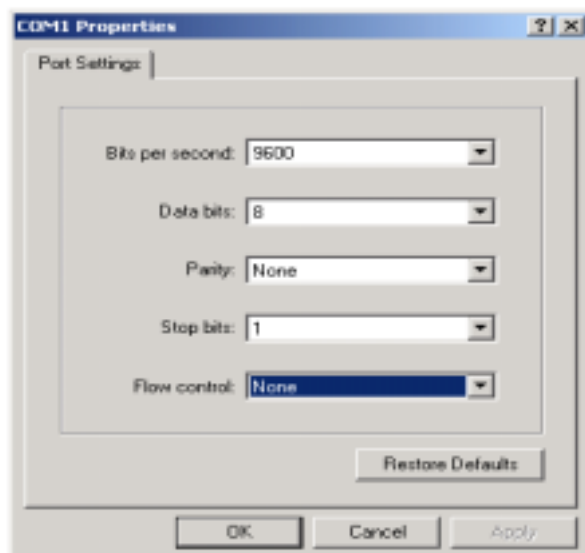 COM1 Properties
Port Settings
Bits per second: 9600
Data bits: 8
Parity: None
Stop bits: 1
Flow control: None
Restore Defaults
OK Cancel Apply